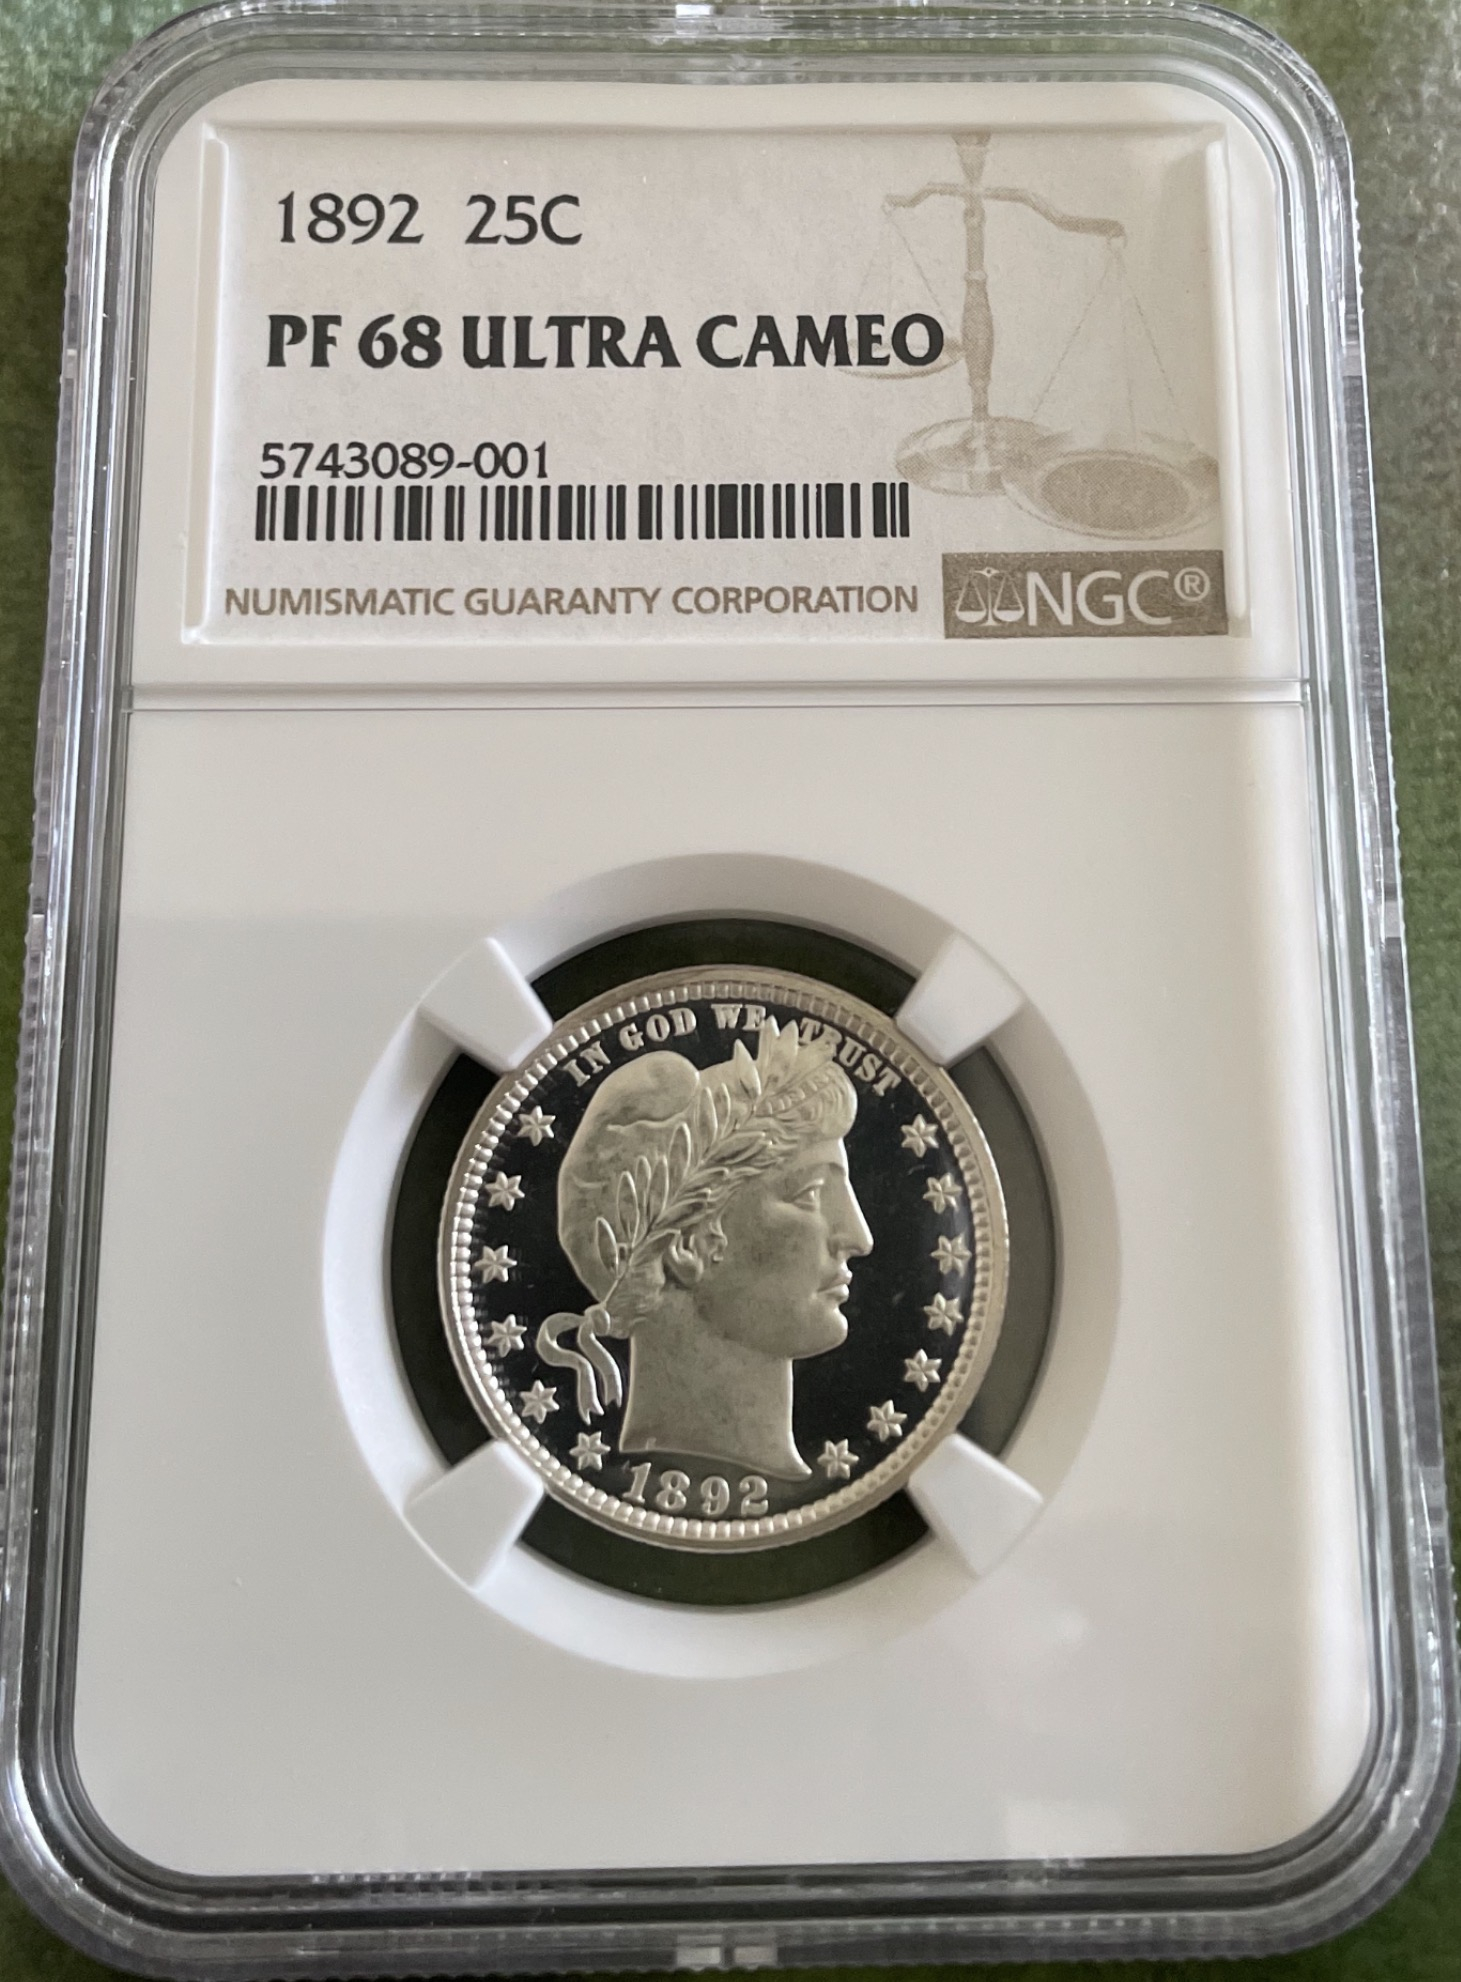 1892 25C
PF 68 ULTRA CAMEO
5743089-001
NUMISMATIC GUARANTY CORPORATION
NGC®
IN GOD WE TRUST
1892